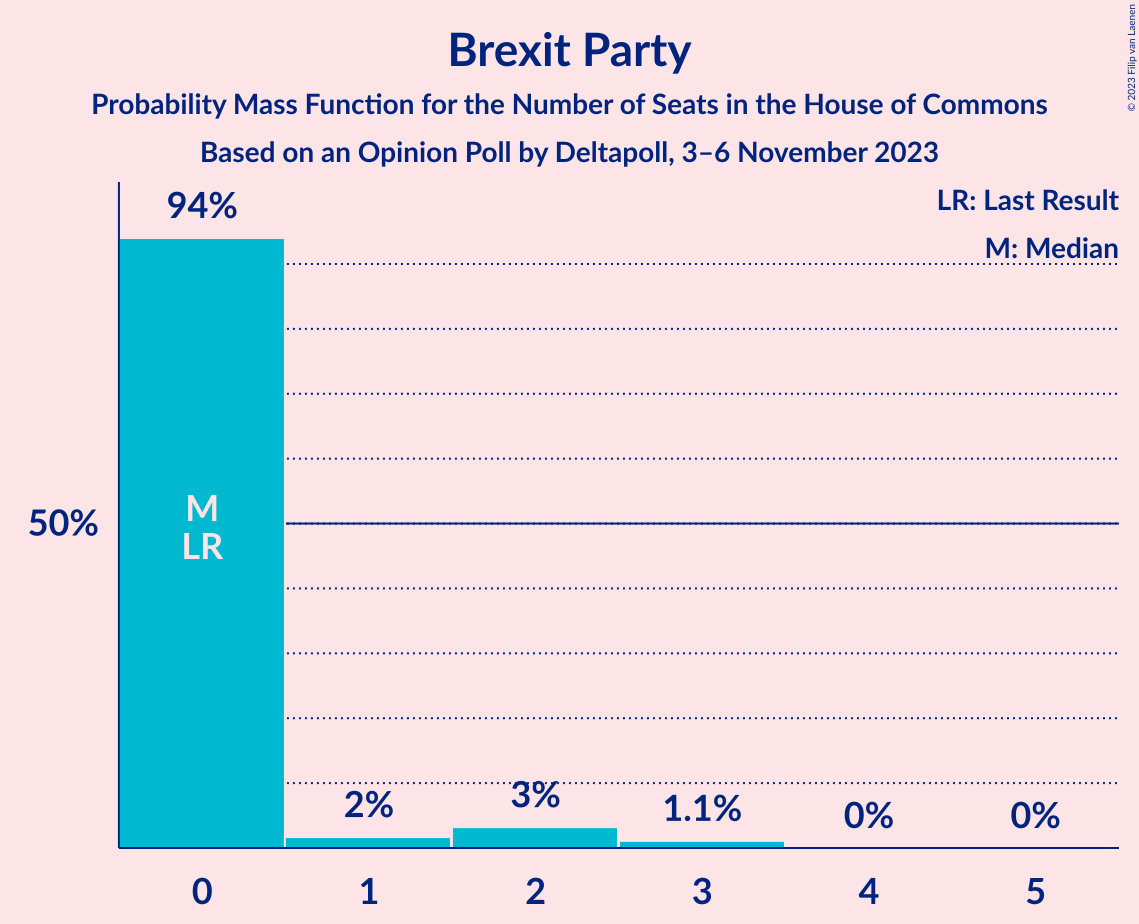 Brexit Party
Probability Mass Function for the Number of Seats in the House of Commons
Based on an Opinion Poll by Deltapoll, 3–6 November 2023
© 2023 Filip van Laenen
LR: Last Result
M: Median
94%
50%
M
LR
2%
3%
1.1%
0%
0%
0
1
2
3
4
5